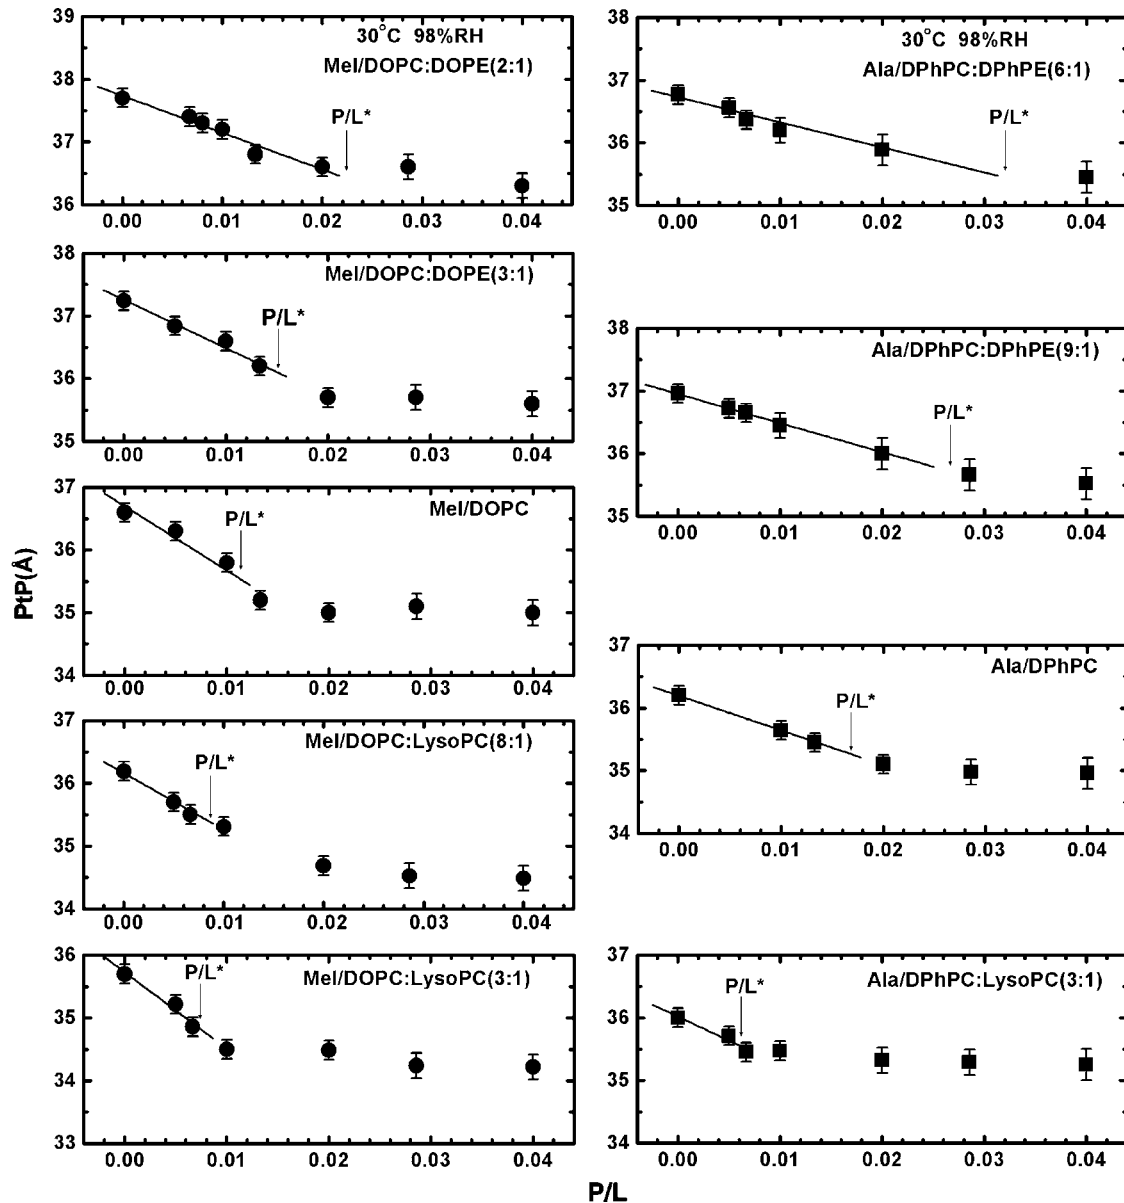 39
38
37
36
30°C 98%RH
Mel/DOPC:DOPE(2:1)
P/L*
0.00 0.01 0.02 0.03 0.04
38
37
36
35
Mel/DOPC:DOPE(3:1)
P/L*
0.00 0.01 0.02 0.03 0.04
37
36
35
34
Mel/DOPC
P/L*
0.00 0.01 0.02 0.03 0.04
37
36
35
34
Mel/DOPC:LysoPC(8:1)
P/L*
0.00 0.01 0.02 0.03 0.04
36
35
34
33
Mel/DOPC:LysoPC(3:1)
P/L*
0.00 0.01 0.02 0.03 0.04
PtP(Å)
37
36
35
30°C 98%RH
Ala/DPhPC:DPhPE(6:1)
P/L*
0.00 0.01 0.02 0.03 0.04
38
37
36
35
Ala/DPhPC:DPhPE(9:1)
P/L*
0.00 0.01 0.02 0.03 0.04
37
36
35
34
Ala/DPhPC
P/L*
0.00 0.01 0.02 0.03 0.04
37
36
35
34
Ala/DPhPC:LysoPC(3:1)
P/L*
0.00 0.01 0.02 0.03 0.04
P/L